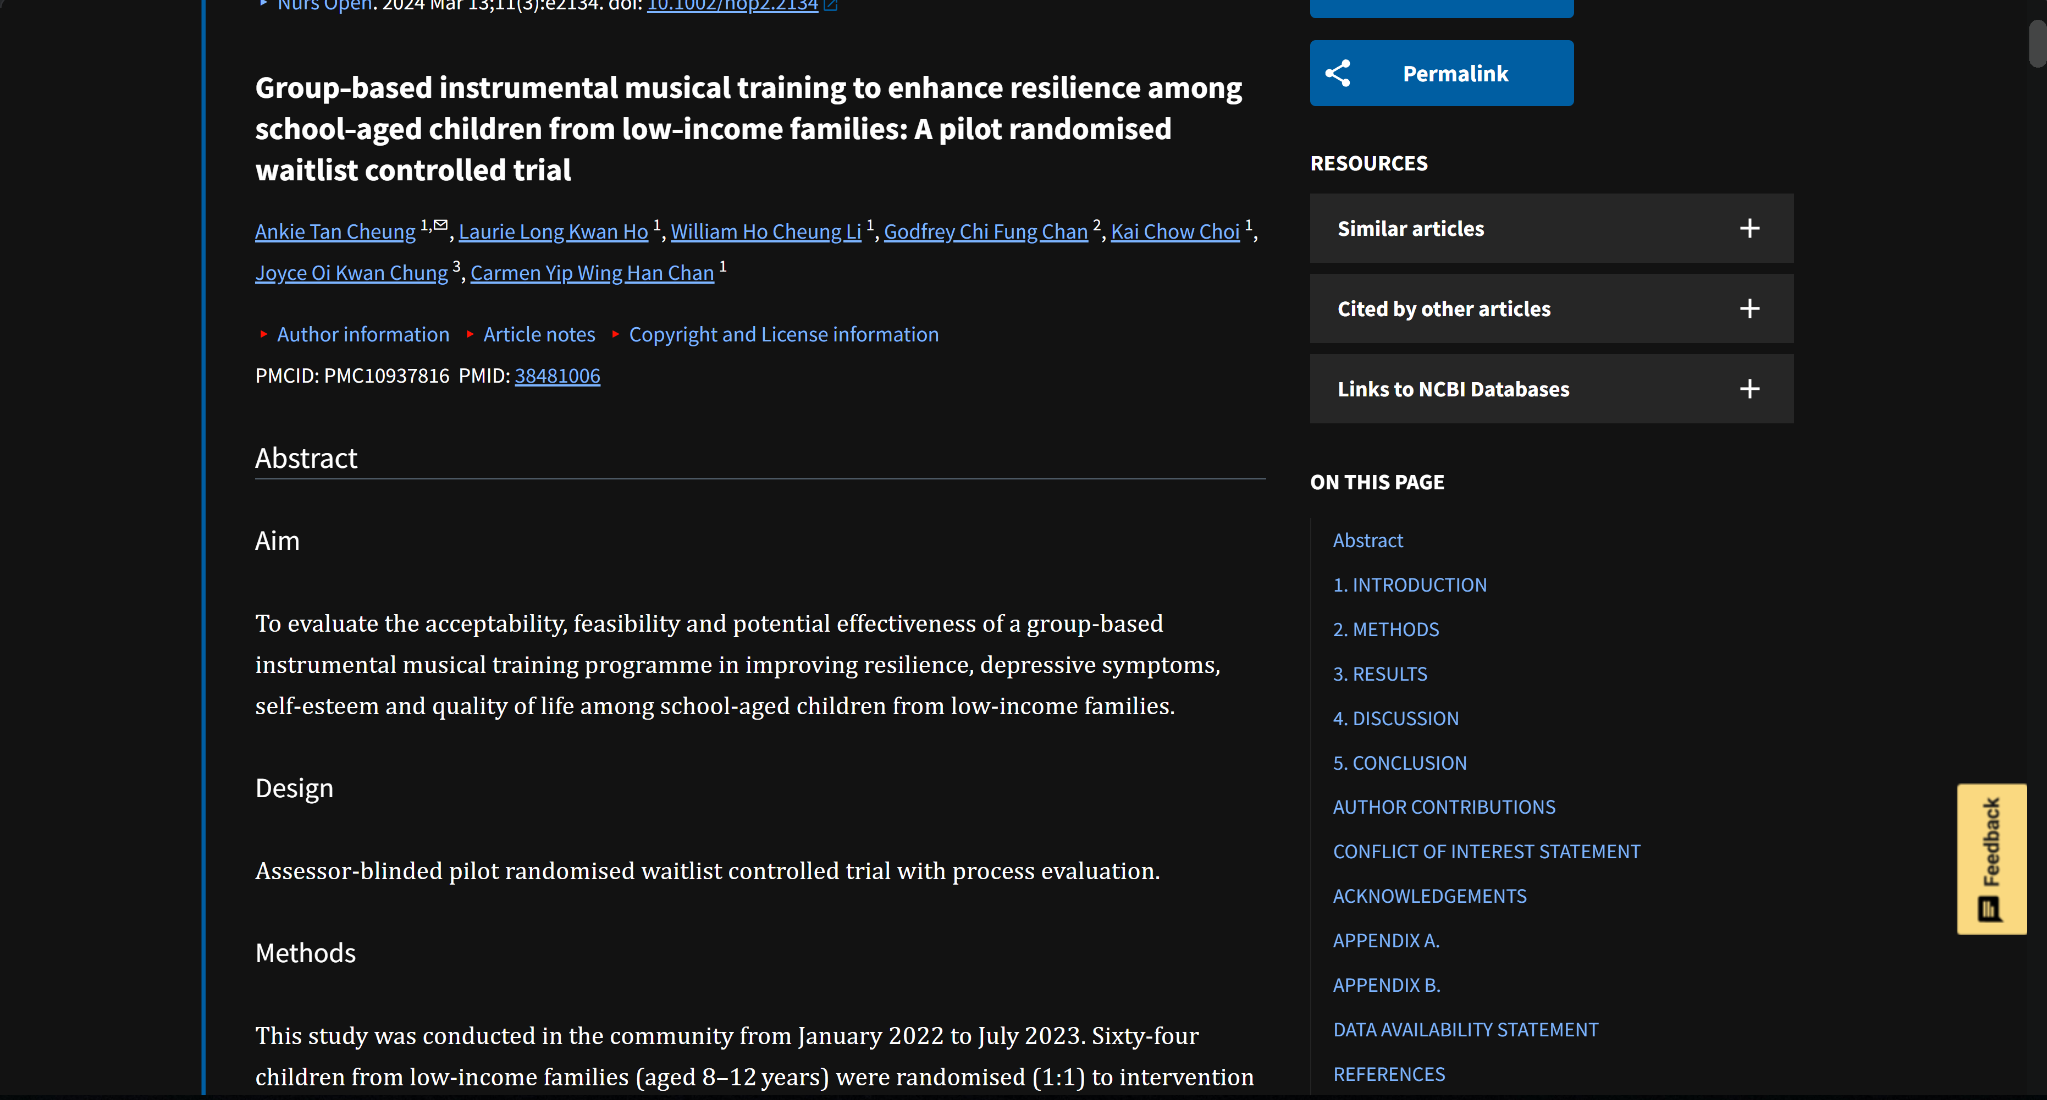 Nurs Open. 2024 Mar 13;11(3):e2134. doi: 10.1002/nop2.2134
Group-based instrumental musical training to enhance resilience among
school-aged children from low-income families: A pilot randomised
waitlist controlled trial
Ankie Tan Cheung 1,✉, Laurie Long Kwan Ho 1, William Ho Cheung Li 1, Godfrey Chi Fung Chan 2, Kai Chow Choi 1,
Joyce Oi Kwan Chung 3, Carmen Yip Wing Han Chan 1
Author information Article notes Copyright and License information
PMCID: PMC10937816 PMID: 38481006
Abstract
Aim
To evaluate the acceptability, feasibility and potential effectiveness of a group-based
instrumental musical training programme in improving resilience, depressive symptoms,
self-esteem and quality of life among school-aged children from low-income families.
Design
Assessor-blinded pilot randomised waitlist controlled trial with process evaluation.
Methods
This study was conducted in the community from January 2022 to July 2023. Sixty-four
children from low-income families (aged 8–12 years) were randomised (1:1) to intervention
Permalink
RESOURCES
Similar articles
Cited by other articles
Links to NCBI Databases
ON THIS PAGE
Abstract
1. INTRODUCTION
2. METHODS
3. RESULTS
4. DISCUSSION
5. CONCLUSION
AUTHOR CONTRIBUTIONS
CONFLICT OF INTEREST STATEMENT
ACKNOWLEDGEMENTS
APPENDIX A.
APPENDIX B.
DATA AVAILABILITY STATEMENT
REFERENCES
Feedback